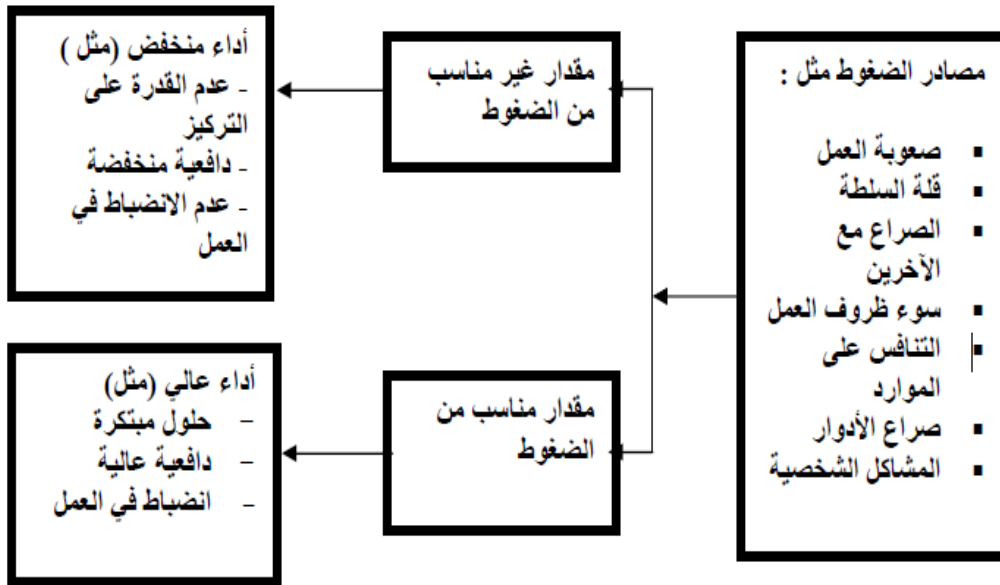 مصادر الضغوط مثل :
▪ صعوبة العمل
▪ قلة السلطة
▪ الصراع مع
الآخرين
▪ سوء ظروف العمل
▪ التنافس على
الموارد
▪ صراع الأدوار
▪ المشاكل الشخصية
مقدار غير مناسب
من الضغوط
أداء منخفض (مثل )
- عدم القدرة على
التركيز
- دافعية منخفضة
- عدم الانضباط في
العمل
مقدار مناسب من
الضغوط
أداء عالي (مثل)
- حلول مبتكرة
- دافعية عالية
- انضباط في العمل